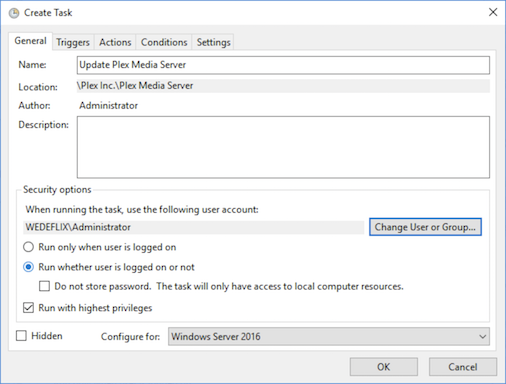 Create Task
General Triggers Actions Conditions Settings
Name: Update Plex Media Server
Location: \Plex Inc.\Plex Media Server
Author: Administrator
Description:
Security options
When running the task, use the following user account:
WEDEFLIX\Administrator Change User or Group...
Run only when user is logged on
Run whether user is logged on or not
Do not store password. The task will only have access to local computer resources.
Run with highest privileges
Hidden Configure for: Windows Server 2016
OK Cancel